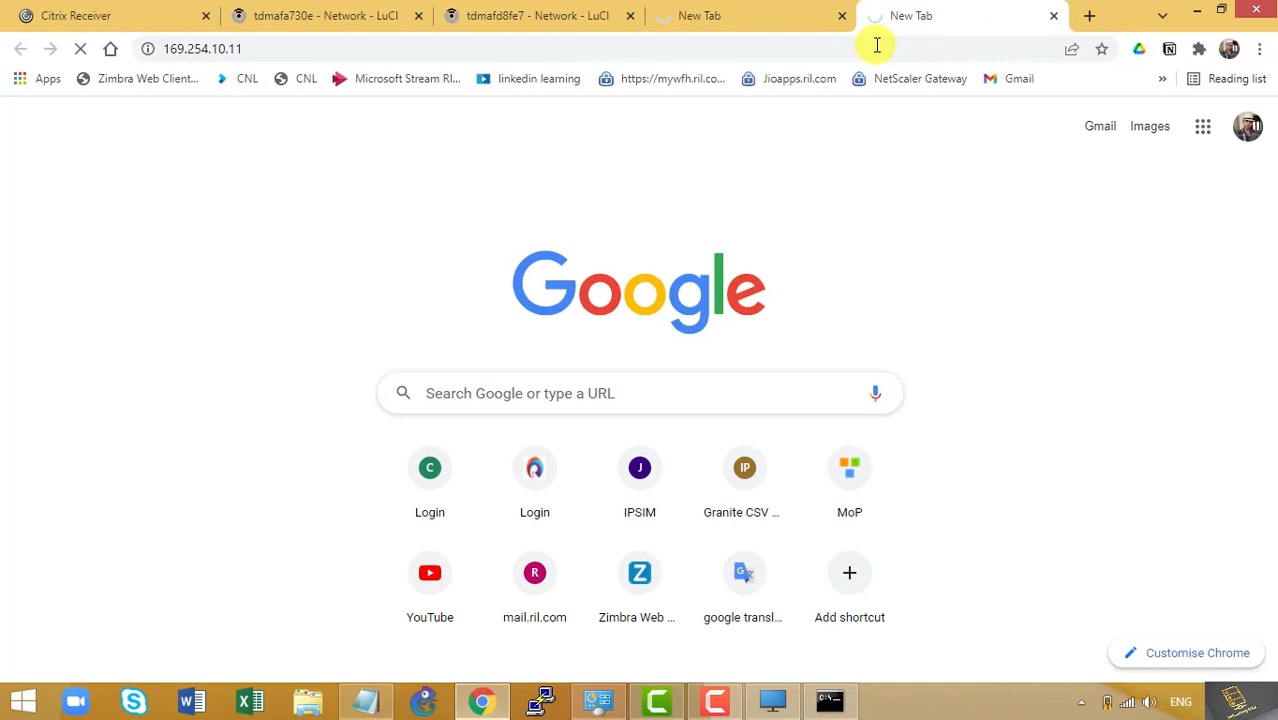 Citrix Receiver
tdmafa730e - Network - LuCI
tdmafd8fe7 - Network - LuCI
New Tab
New Tab
169.254.10.11
Apps
Zimbra Web Client...
CNL
CNL
Microsoft Stream RI...
linkedin learning
https://mywfh.ril.co...
Jioapps.ril.com
NetScaler Gateway
Gmail
»
Reading list
Gmail
Images
Google
Search Google or type a URL
C
J
IP
Login
Login
IPSIM
Granite CSV ...
MoP
R
Z
G
YouTube
mail.ril.com
Zimbra Web ...
google transl...
Add shortcut
Customise Chrome
ENG